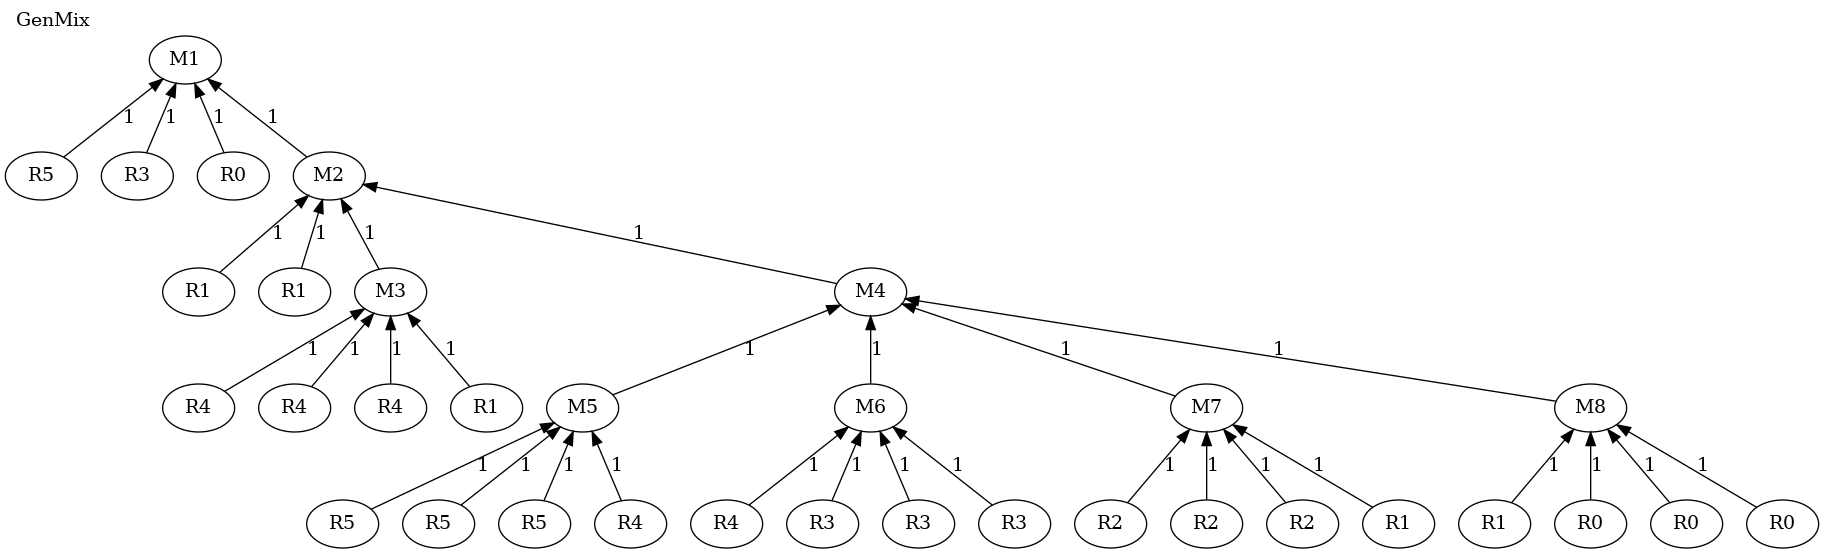 GenMix
M1
1 1 1 1
R5 R3 R0 M2
1 1 1 1
R1 R1 M3 M4
1 1 1 1 1 1 1 1
R4 R4 R4 R1 M5 M6 M7 M8
1 1 1 1 1 1 1 1 1 1 1 1 1 1 1 1
R5 R5 R5 R4 R4 R3 R3 R3 R2 R2 R2 R1 R1 R0 R0 R0